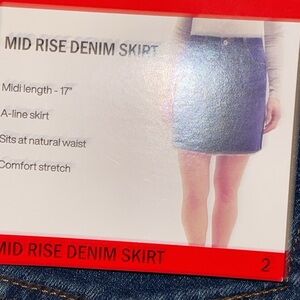 MID RISE DENIM SKIRT
Midi length - 17"
A-line skirt
Sits at natural waist
Comfort stretch
MID RISE DENIM SKIRT
2